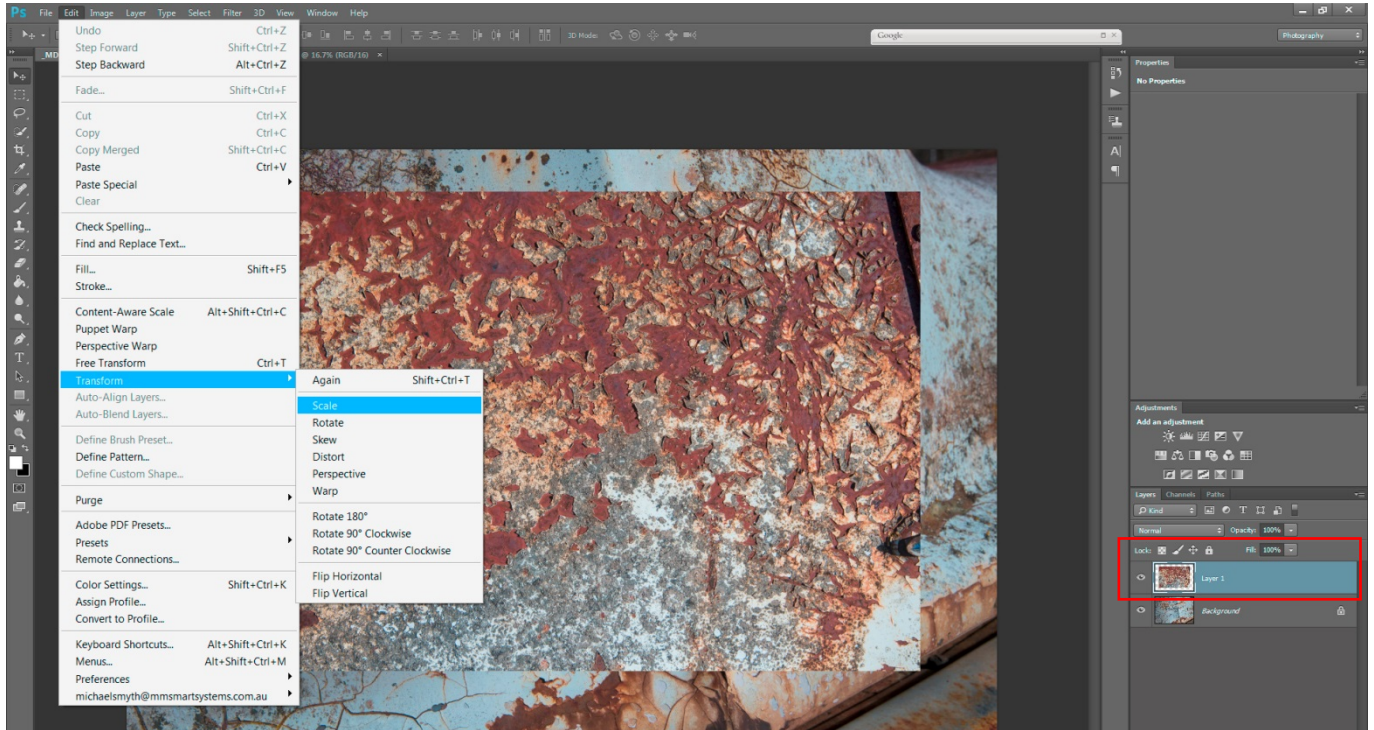 Ps File Edit Image Layer Type Select Filter 3D View Window Help
3D Mode:
Google
Photography
_MD
@ 16.7% (RGB/16) ×
Undo Ctrl+Z
Step Forward Shift+Ctrl+Z
Step Backward Alt+Ctrl+Z
Fade... Shift+Ctrl+F
Cut Ctrl+X
Copy Ctrl+C
Copy Merged Shift+Ctrl+C
Paste Ctrl+V
Paste Special
Clear
Check Spelling...
Find and Replace Text...
Fill... Shift+F5
Stroke...
Content-Aware Scale Alt+Shift+Ctrl+C
Puppet Warp
Perspective Warp
Free Transform Ctrl+T
Transform
Auto-Align Layers...
Auto-Blend Layers...
Define Brush Preset...
Define Pattern...
Define Custom Shape...
Purge
Adobe PDF Presets...
Presets
Remote Connections...
Color Settings... Shift+Ctrl+K
Assign Profile...
Convert to Profile...
Keyboard Shortcuts... Alt+Shift+Ctrl+K
Menus... Alt+Shift+Ctrl+M
Preferences
michaelsmyth@mmsmartsystems.com.au
Again Shift+Ctrl+T
Scale
Rotate
Skew
Distort
Perspective
Warp
Rotate 180°
Rotate 90° Clockwise
Rotate 90° Counter Clockwise
Flip Horizontal
Flip Vertical
Properties
No Properties
Adjustments
Add an adjustment
Layers Channels Paths
Kind
Normal Opacity: 100%
Lock: Fill: 100%
Layer 1
Background